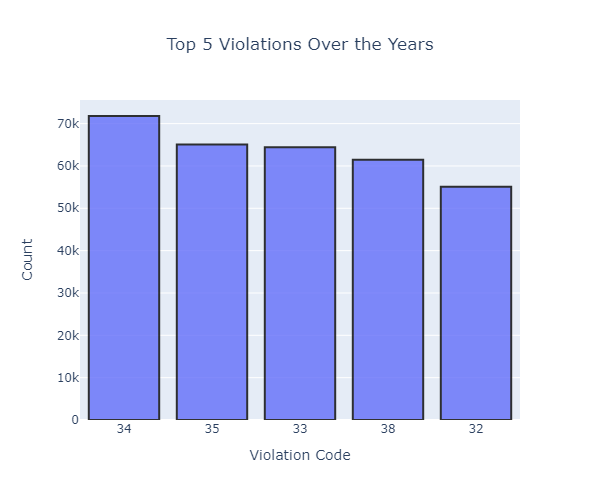 Top 5 Violations Over the Years
70k
60k
50k
40k
30k
20k
10k
0
Count
34 35 33 38 32
Violation Code